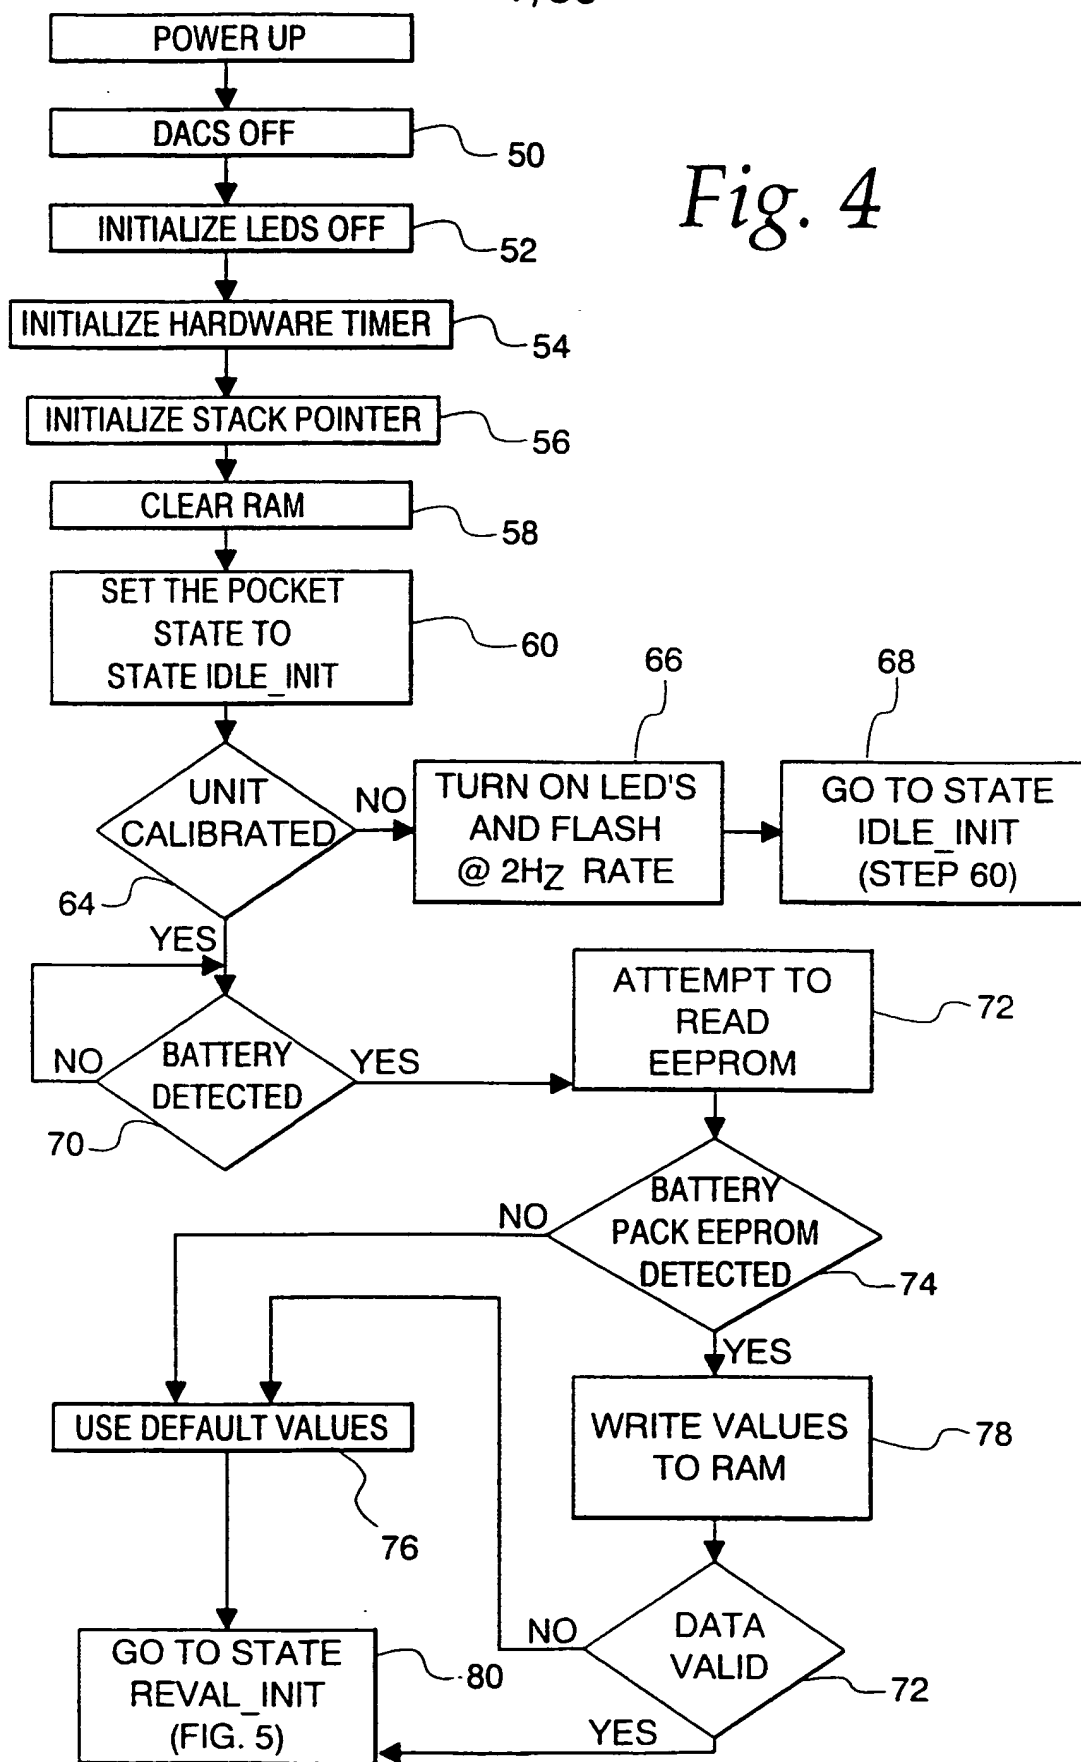 POWER UP
DACS OFF
50
Fig. 4
INITIALIZE LEDS OFF
52
INITIALIZE HARDWARE TIMER
54
INITIALIZE STACK POINTER
56
CLEAR RAM
58
SET THE POCKET
STATE TO
STATE IDLE_INIT
60
66
68
UNIT
CALIBRATED
64
NO
TURN ON LED'S
AND FLASH
@ 2HZ RATE
GO TO STATE
IDLE_INIT
(STEP 60)
YES
BATTERY
DETECTED
70
NO
YES
ATTEMPT TO
READ
EEPROM
72
BATTERY
PACK EEPROM
DETECTED
74
NO
YES
USE DEFAULT VALUES
76
WRITE VALUES
TO RAM
78
DATA
VALID
72
NO
YES
GO TO STATE
REVAL_INIT
(FIG. 5)
80